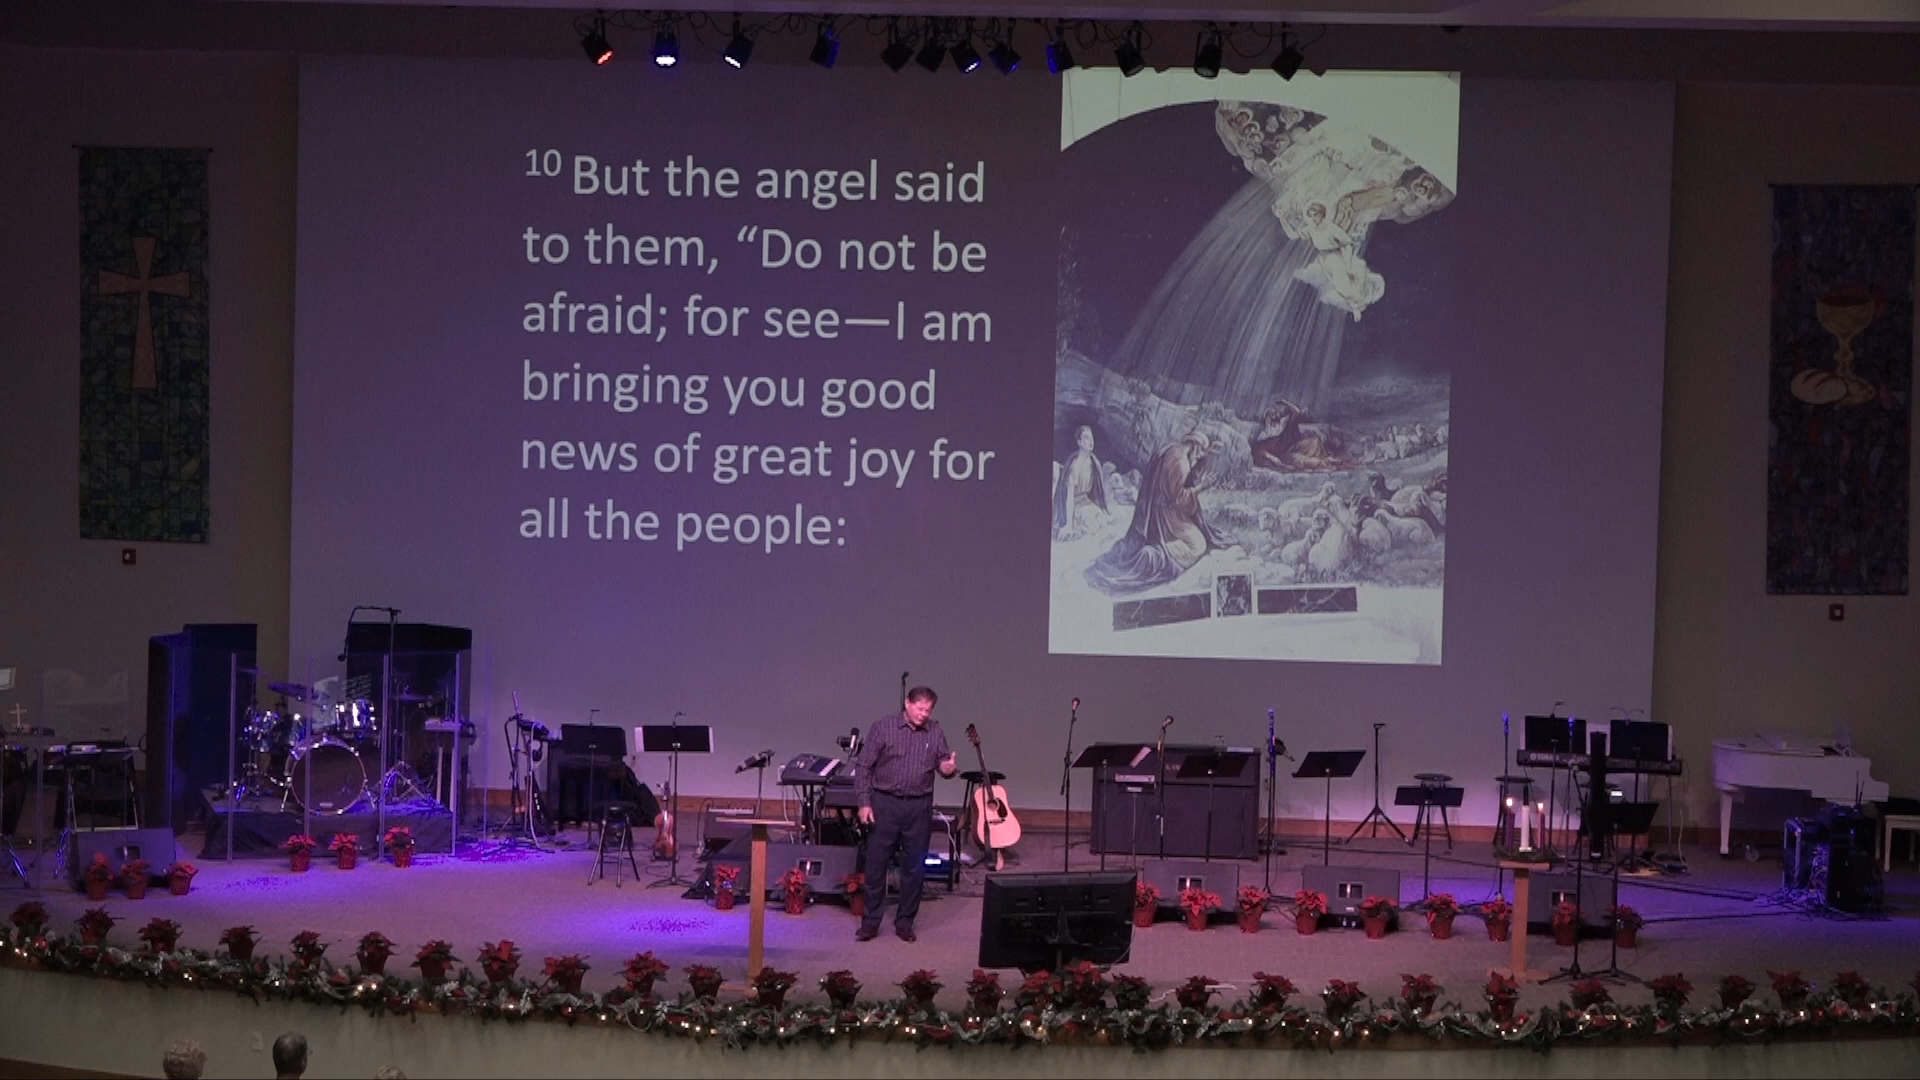 10 But the angel said
to them, “Do not be
afraid; for see—I am
bringing you good
news of great joy for
all the people: